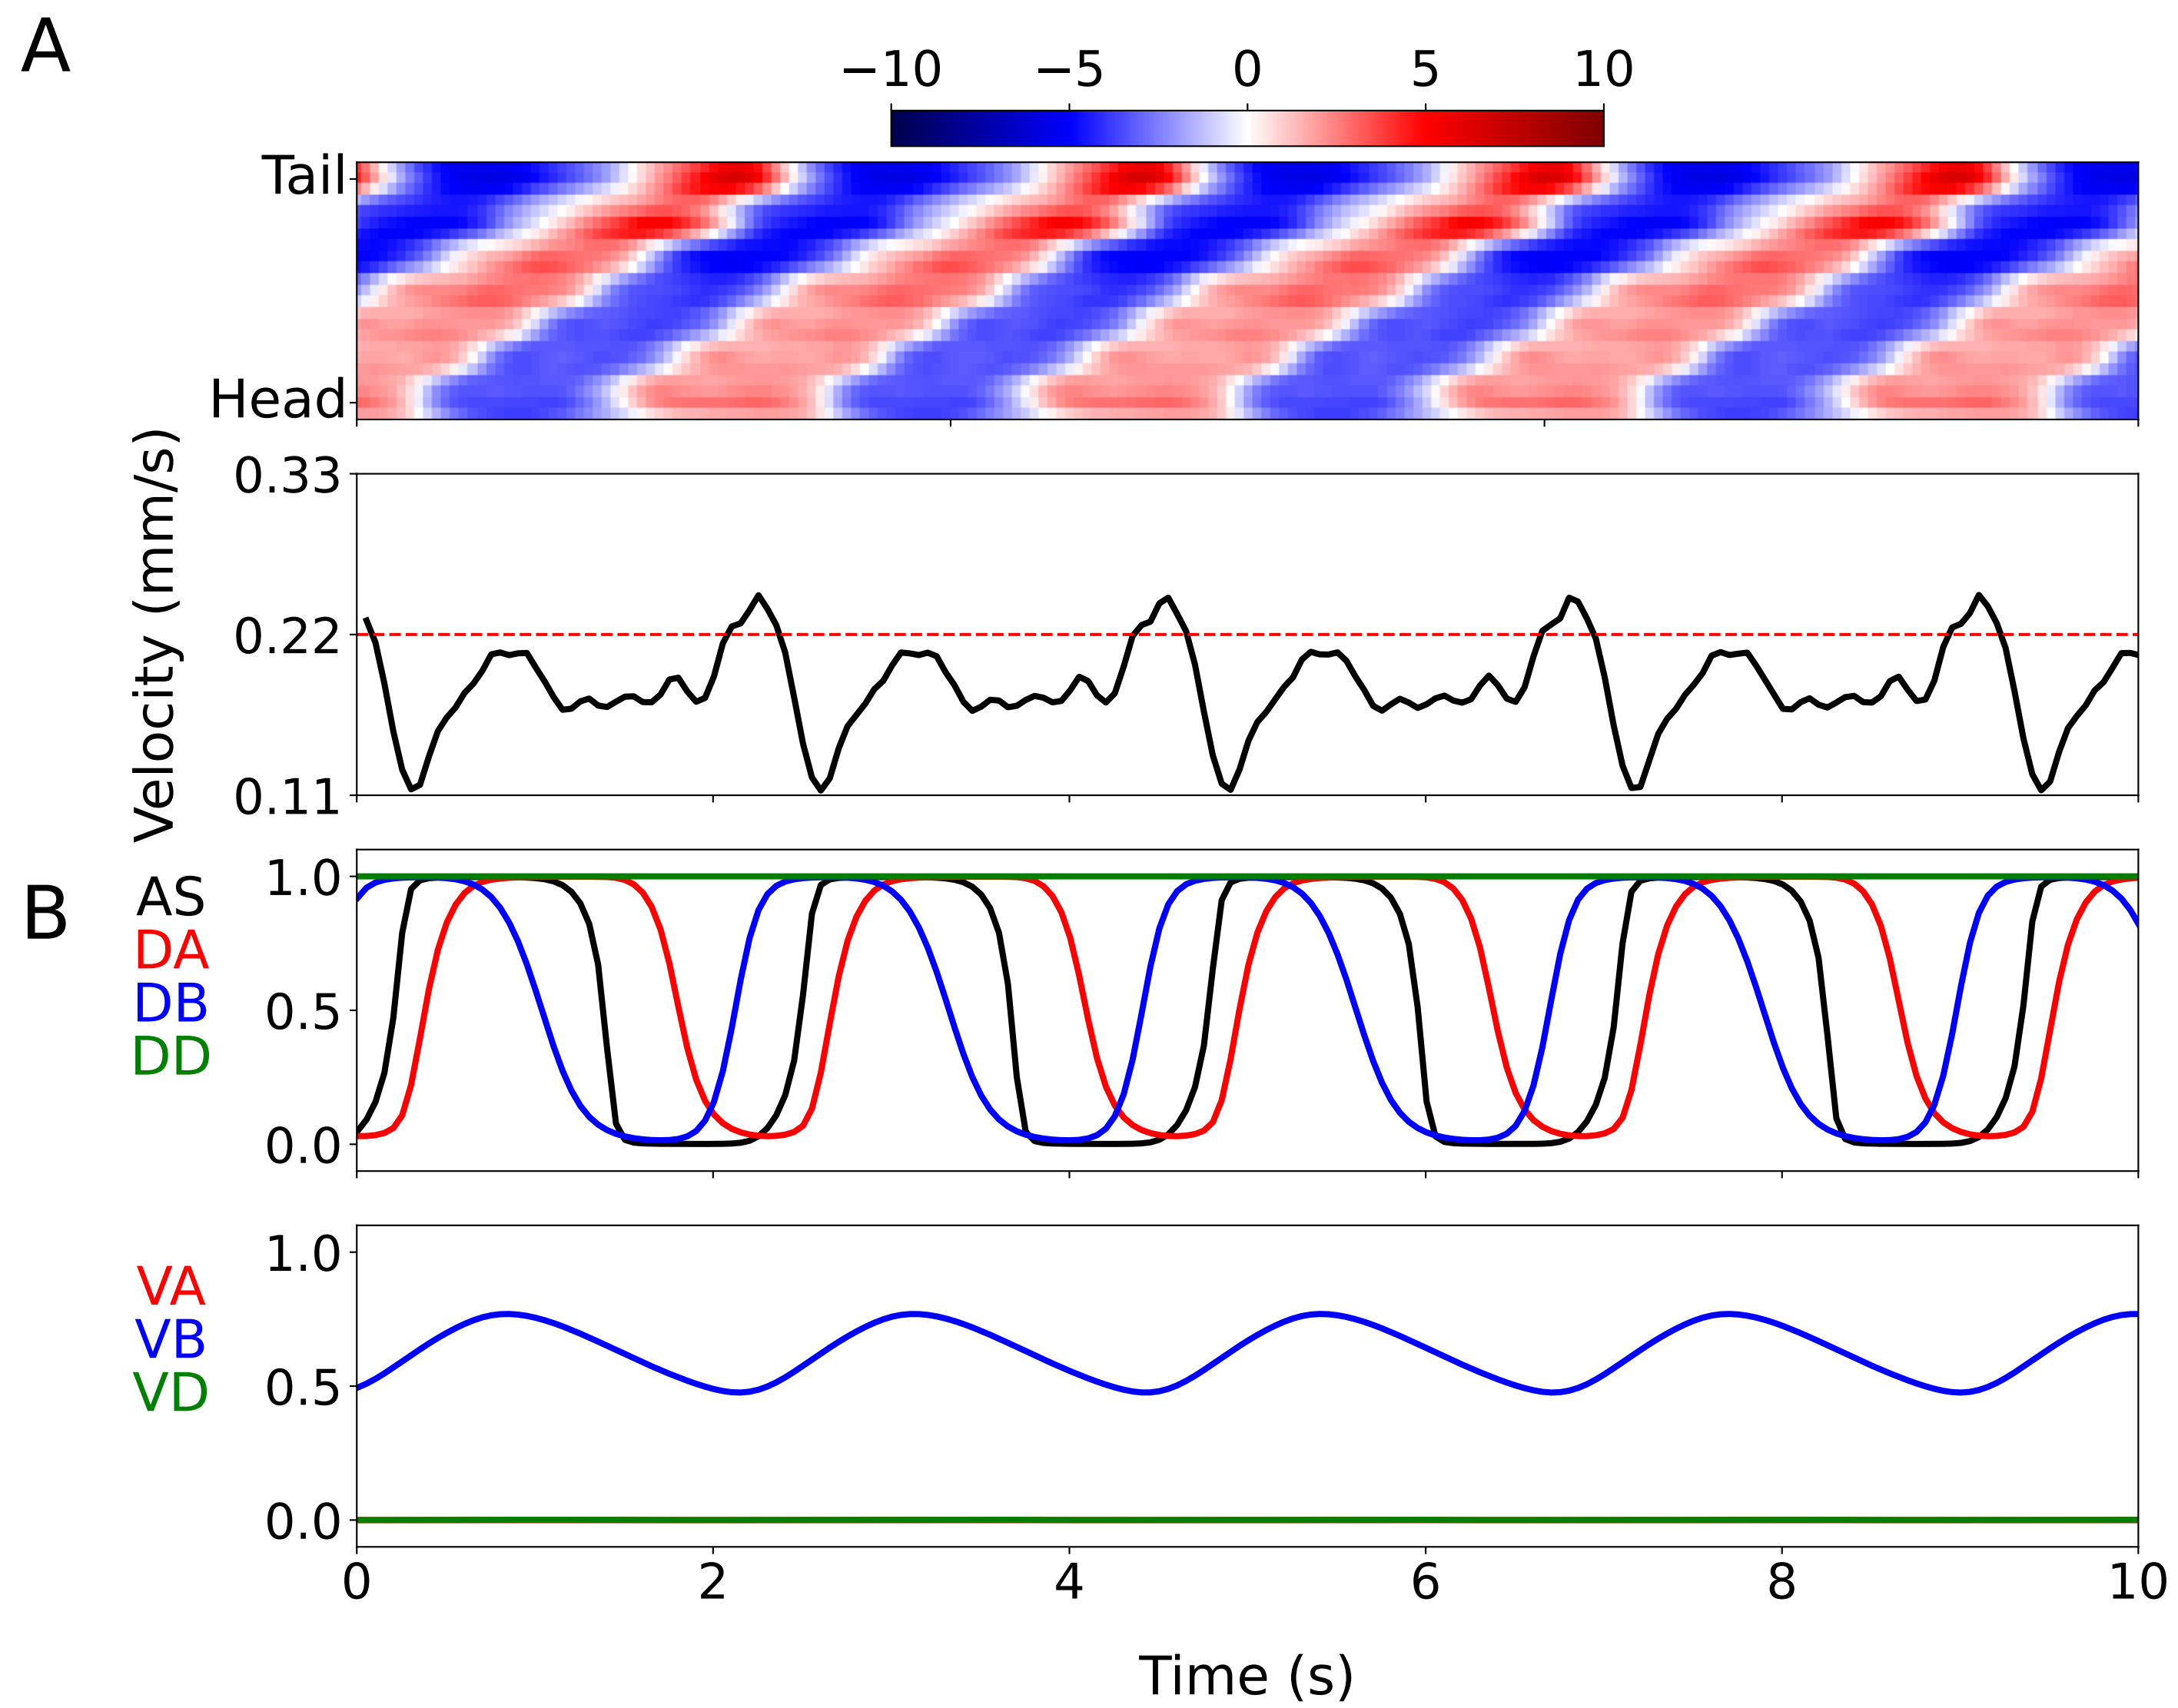 A
−10 −5 0 5 10
Tail
Head
Velocity (mm/s)
0.33
0.22
0.11
B
AS
DA
DB
DD
1.0
0.5
0.0
VA
VB
VD
1.0
0.5
0.0
0 2 4 6 8 10
Time (s)